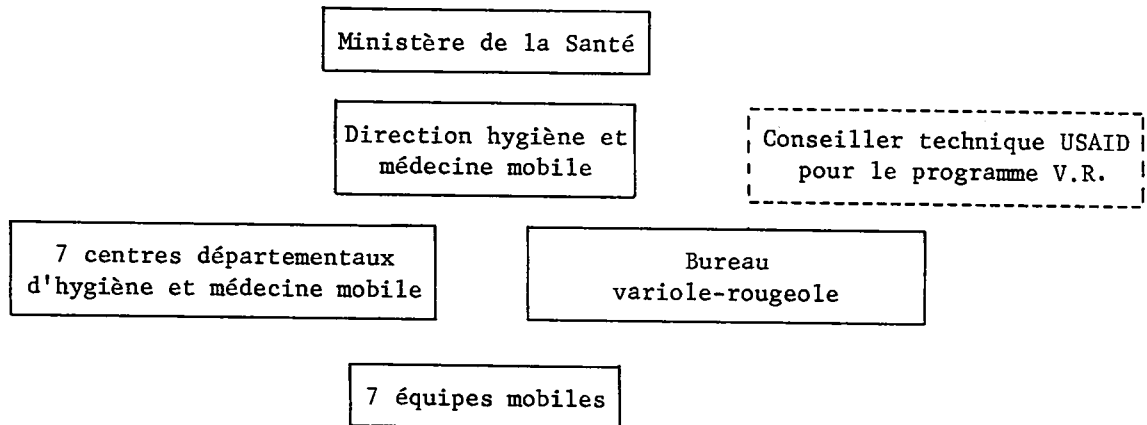 Ministère de la Santé
Direction hygiène et
médecine mobile
Conseiller technique USAID
pour le programme V.R.
7 centres départementaux
d'hygiène et médecine mobile
Bureau
variole-rougeole
7 équipes mobiles